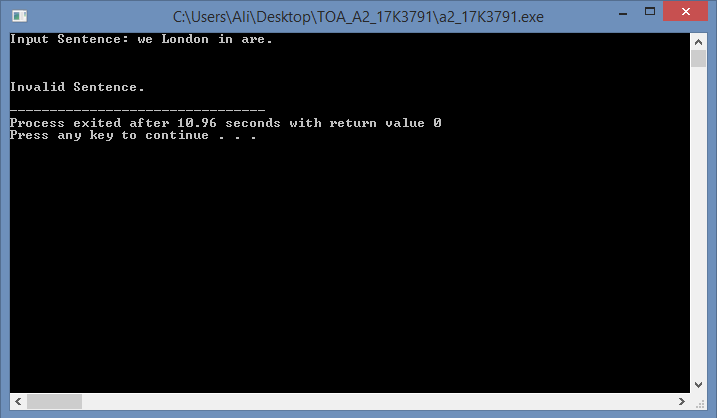 C:\Users\Ali\Desktop\TOA_A2_17K3791\a2_17K3791.exe
Input Sentence: we London in are.
Invalid Sentence.
--------------------------------
Process exited after 10.96 seconds with return value 0
Press any key to continue . . .